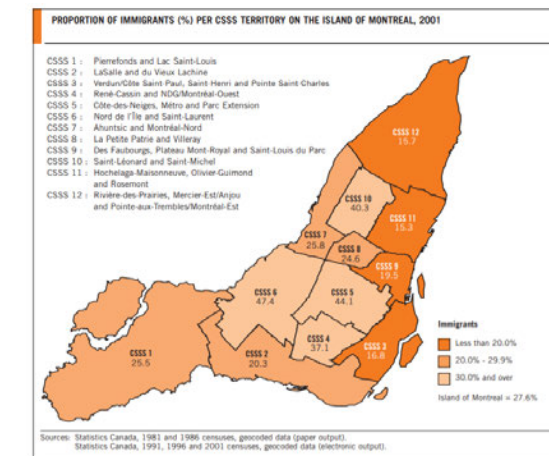 PROPORTION OF IMMIGRANTS (%) PER CSSS TERRITORY ON THE ISLAND OF MONTREAL, 2001
CSSS 1 : Pierrefonds and Lac Saint-Louis
CSSS 2 : LaSalle and du Vieux Lachine
CSSS 3 : Verdun/Côte Saint Paul, Saint Henri and Pointe Saint-Charles
CSSS 4 : René-Cassin and NDG/Montréal-Ouest
CSSS 5 : Côte-des-Neiges, Métro and Parc Extension
CSSS 6 : Nord de l'Île and Saint-Laurent
CSSS 7 : Ahuntsic and Montréal-Nord
CSSS 8 : La Petite Patrie and Villeray
CSSS 9 : Des Faubourgs, Plateau Mont-Royal and Saint-Louis du Parc
CSSS 10 : Saint-Léonard and Saint-Michel
CSSS 11 : Hochelaga-Maisonneuve, Olivier-Guimond
and Rosemont
CSSS 12 : Rivière-des-Prairies, Mercier-Est/Anjou
and Pointe-aux-Trembles/Montréal-Est
CSSS 12
15.7
CSSS 10
40.3
CSSS 11
15.3
CSSS 7
25.8
CSSS 8
24.6
CSSS 9
19.5
CSSS 6
47.4
CSSS 5
44.1
CSSS 4
37.1
CSSS 3
16.8
CSSS 1
25.5
CSSS 2
20.3
Immigrants
Less than 20.0%
20.0% - 29.9%
30.0% and over
Island of Montreal = 27.6%
Sources: Statistics Canada, 1981 and 1986 censuses, geocoded data (paper output).
Statistics Canada, 1991, 1996 and 2001 censuses, geocoded data (electronic output).